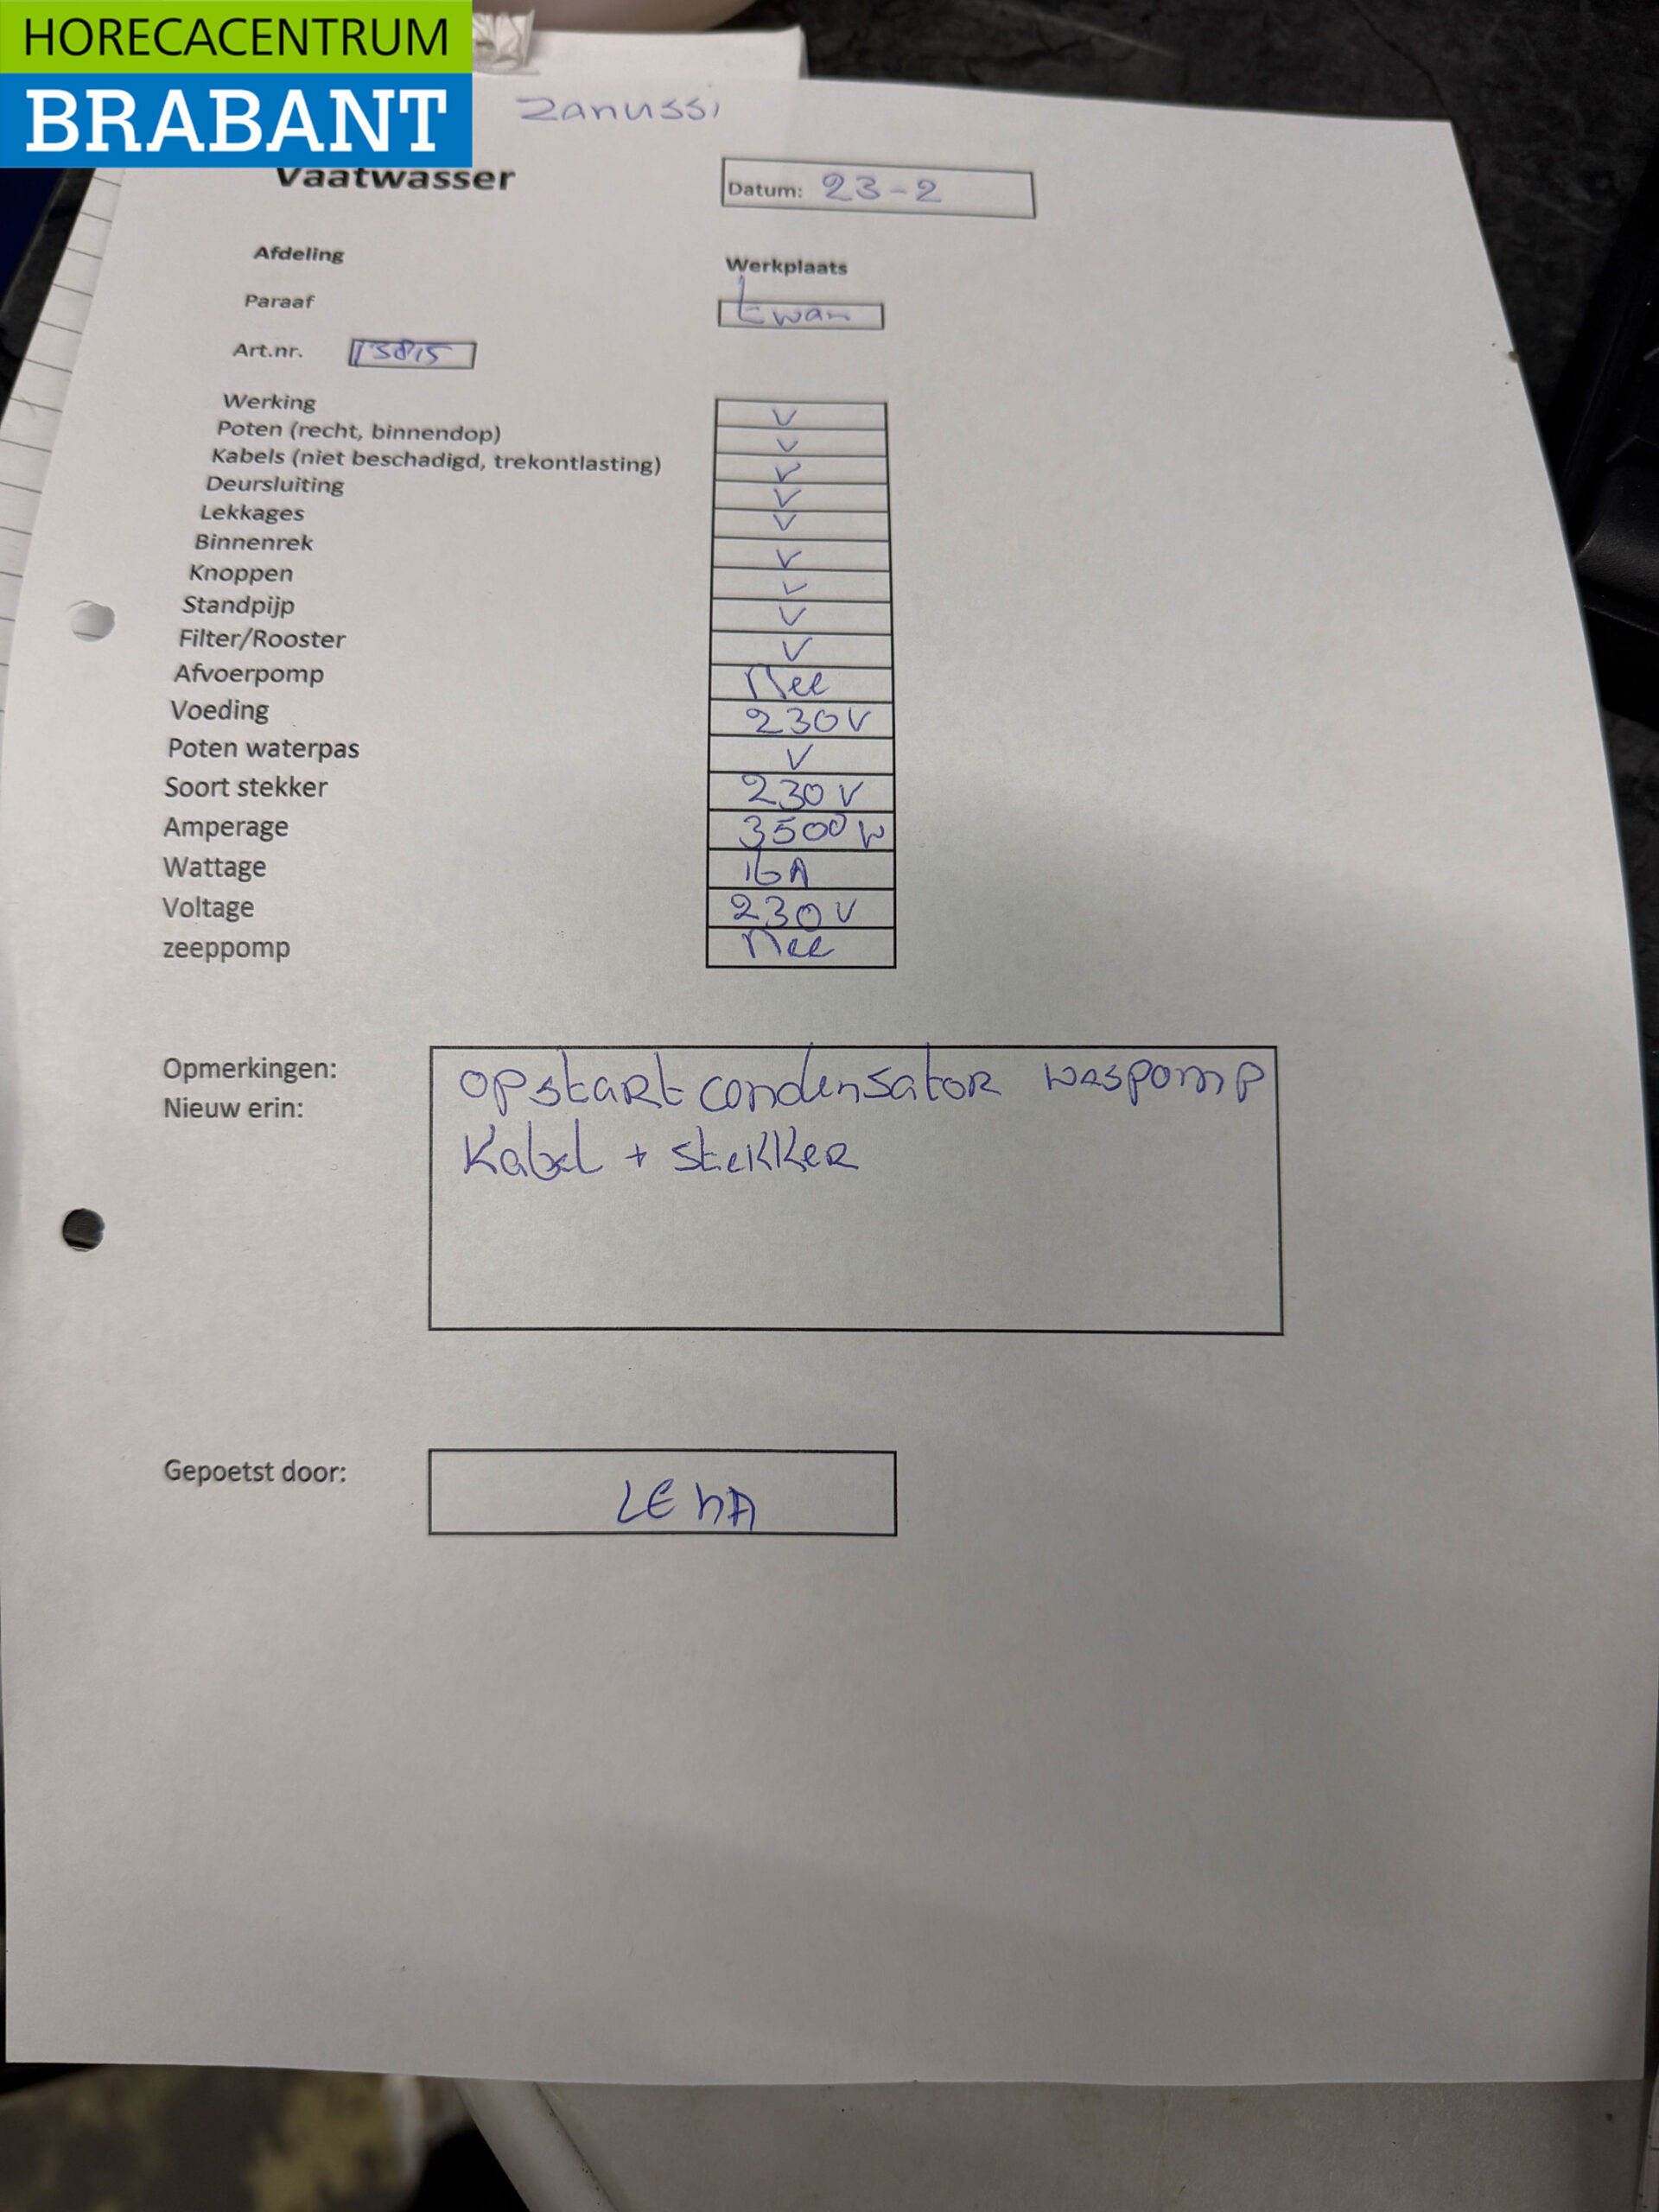 HORECACENTRUM
BRABANT
Zanussi
Vaatwasser
Datum: 23-2
Afdeling Werkplaats
Paraaf Ewan
Art.nr. 13815
Werking V
Poten (recht, binnendop) V
Kabels (niet beschadigd, trekontlasting) V
Deursluiting V
Lekkages V
Binnenrek V
Knoppen V
Standpijp V
Filter/Rooster V
Afvoerpomp Nee
Voeding 230V
Poten waterpas V
Soort stekker 230V
Amperage 3500W
Wattage 16A
Voltage 230V
zeeppomp Nee
Opmerkingen: opstart condensator waspomp
Nieuw erin: Kabel + stekker
Gepoetst door: LENA